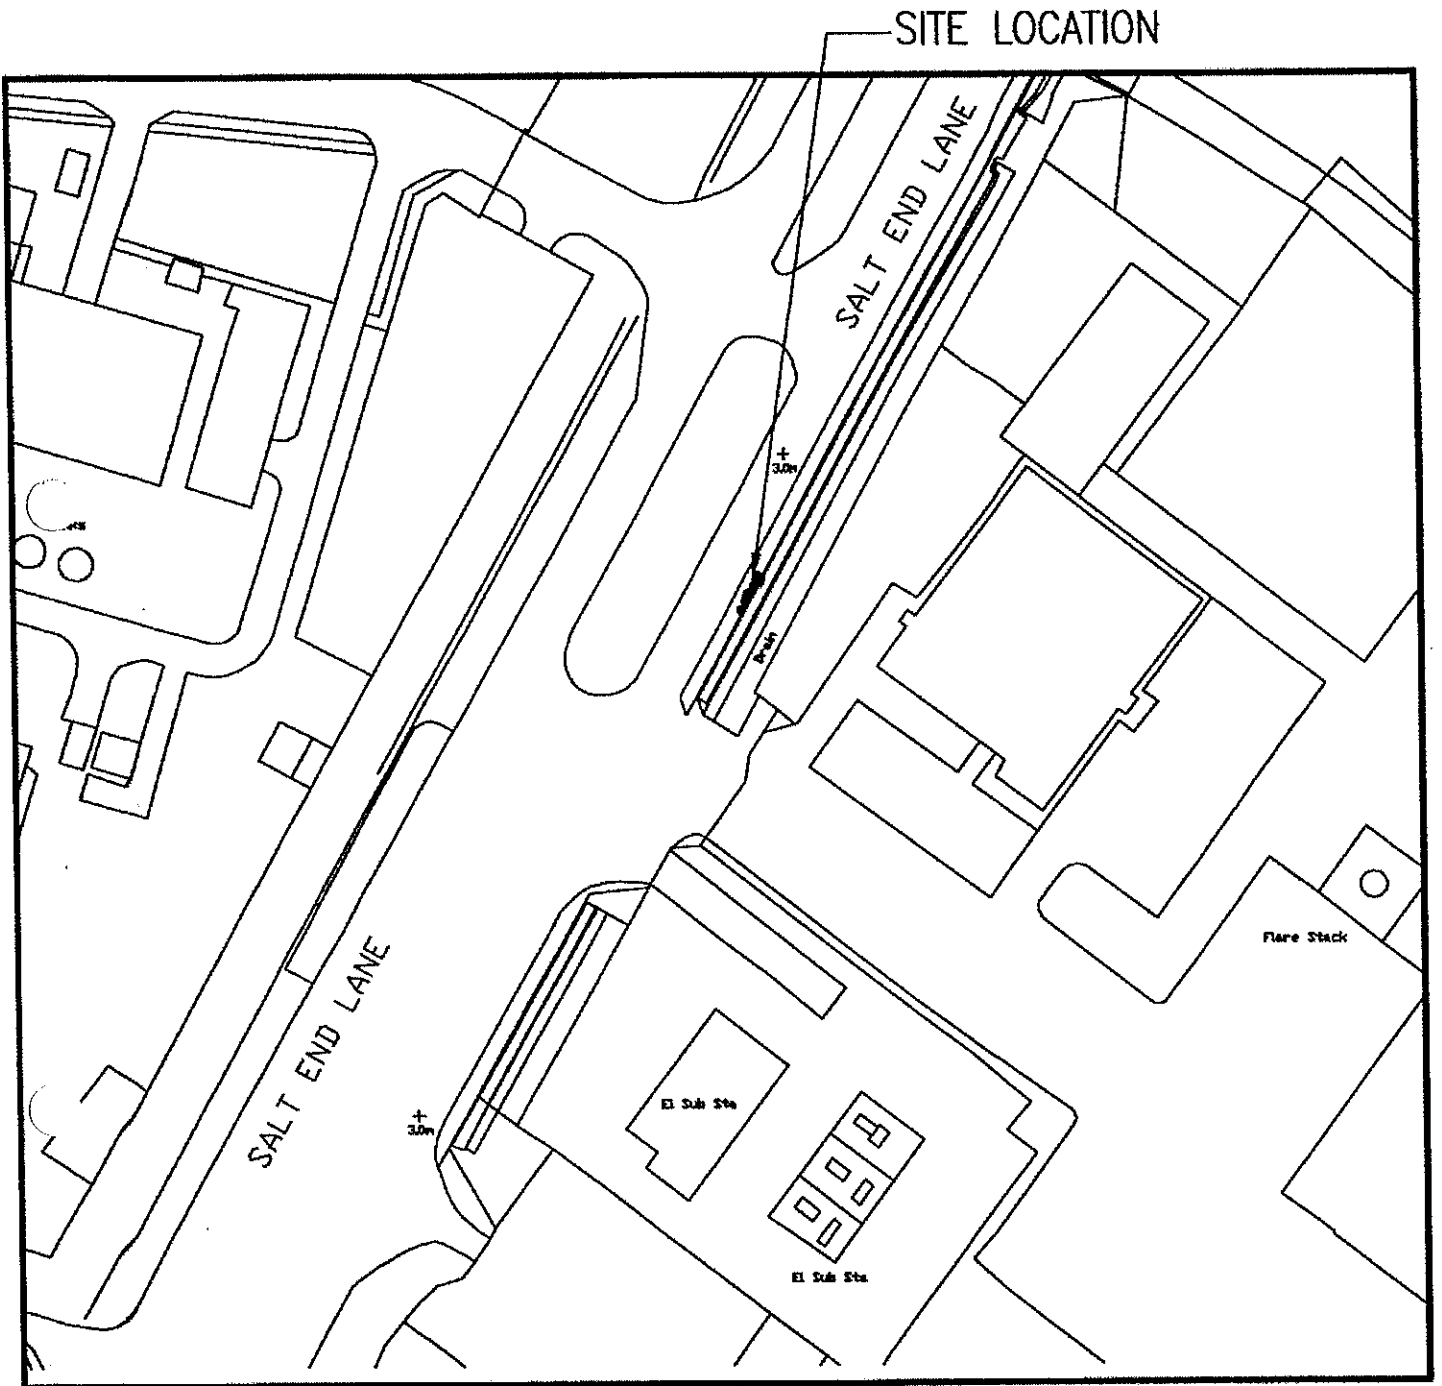 SITE LOCATION
SALT END LANE
3.0m
Drain
Flare Stack
SALT END LANE
El Sub Sta
3.0m
El Sub Sta